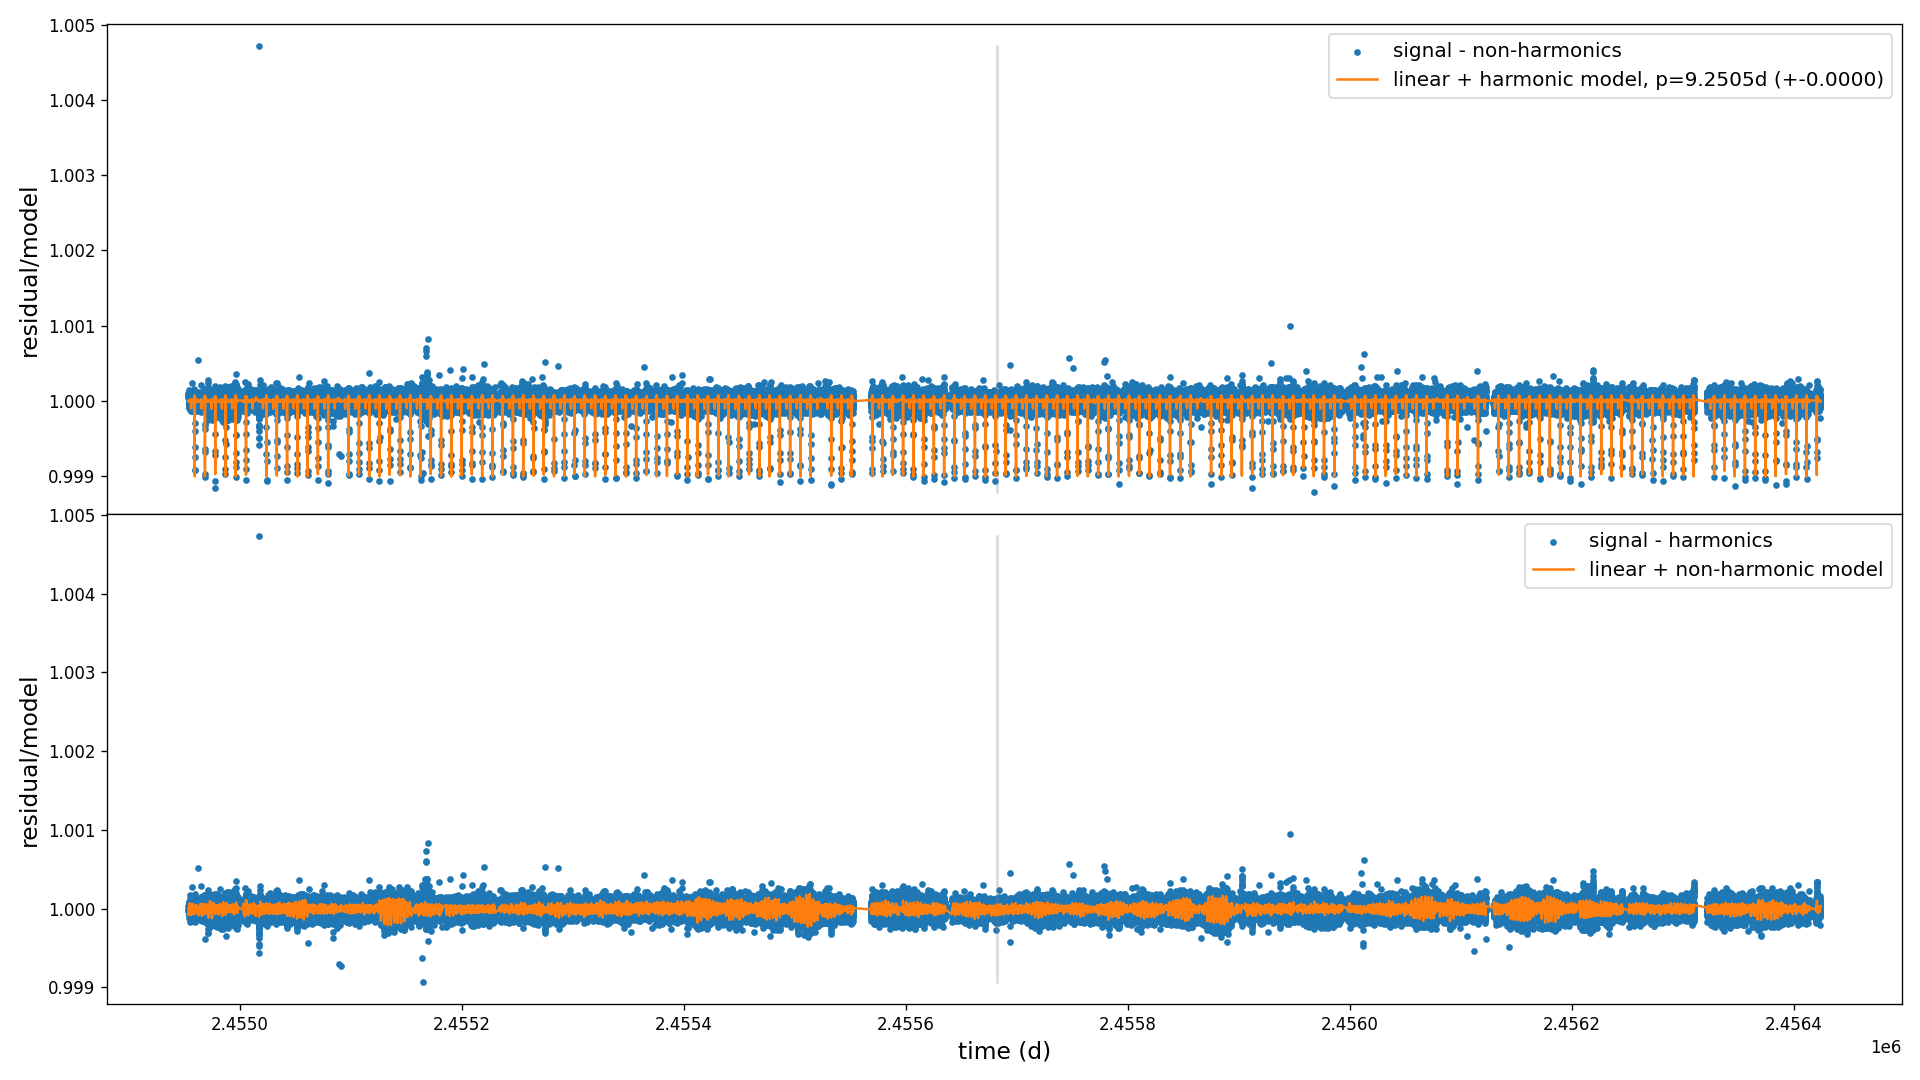 1.005
signal - non-harmonics
linear + harmonic model, p=9.2505d (+-0.0000)
1.004
1.003
1.002
1.001
1.000
0.999
residual/model
1.005
signal - harmonics
linear + non-harmonic model
1.004
1.003
1.002
1.001
1.000
0.999
residual/model
2.4550
2.4552
2.4554
2.4556
2.4558
2.4560
2.4562
2.4564
1e6
time (d)